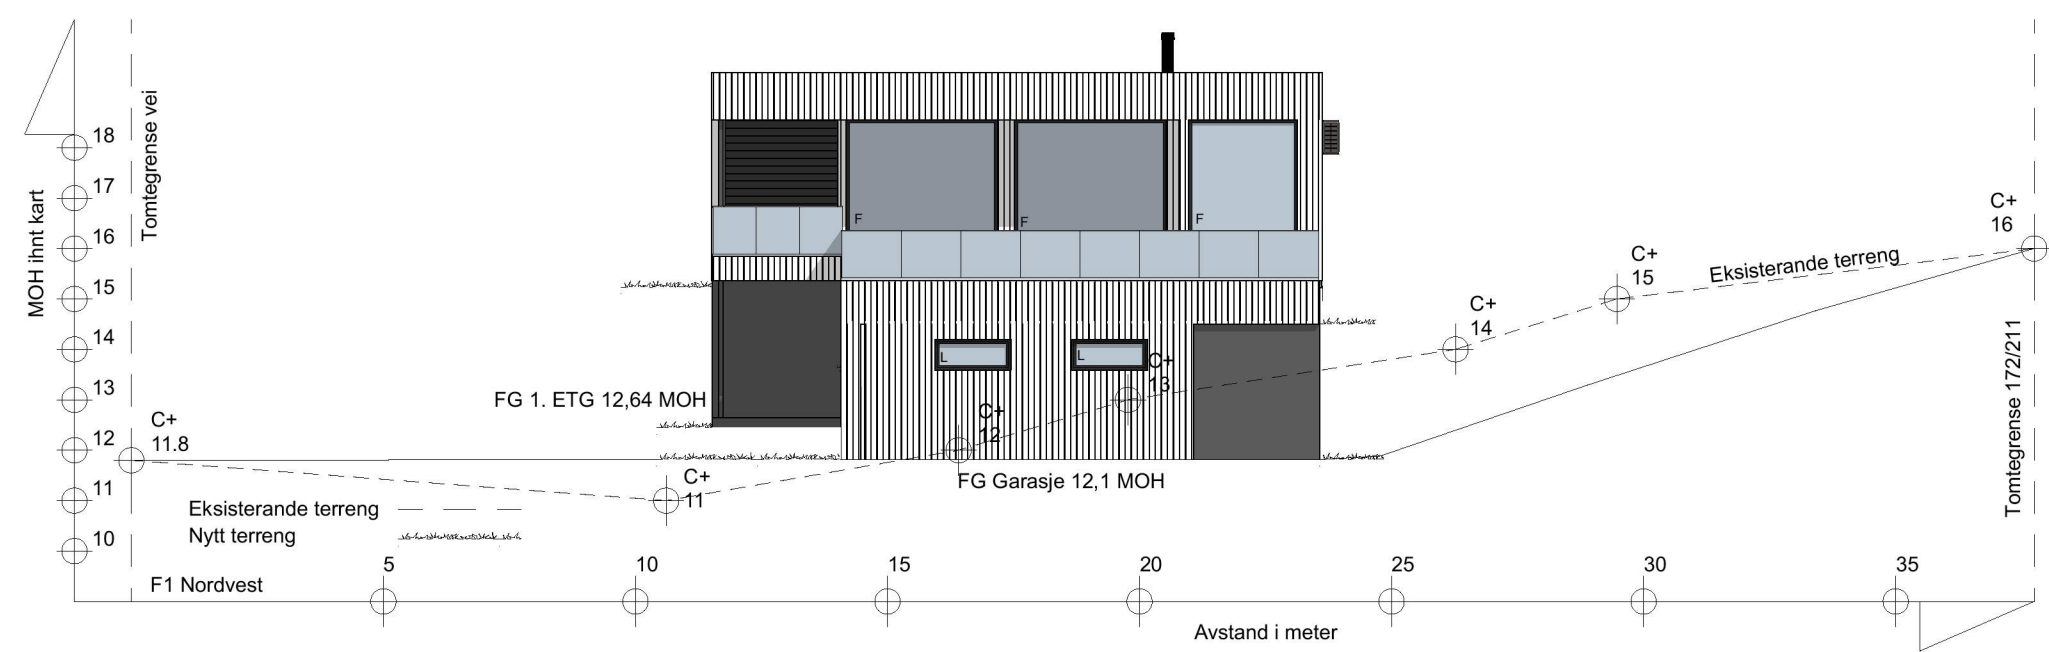 MOH ihnt kart
18
17
16
15
14
13
12
11
10
Tomtegrense vei
C+
11.8
Eksisterande terreng
Nytt terreng
F1 Nordvest
FG 1. ETG 12,64 MOH
C+
11
F
F
F
L
L
C+
12
C+
13
FG Garasje 12,1 MOH
C+
14
C+
15
Eksisterande terreng
C+
16
Tomtegrense 172/211
5
10
15
20
25
30
35
Avstand i meter